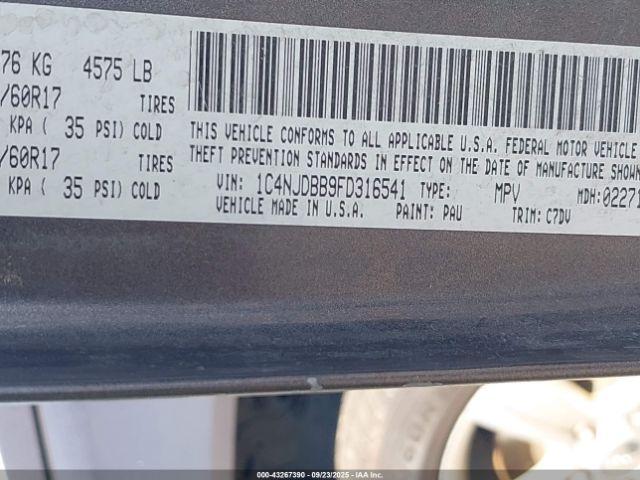 76 KG 4575 LB
/60R17 TIRES
KPA ( 35 PSI) COLD
/60R17 TIRES
KPA ( 35 PSI) COLD
THIS VEHICLE CONFORMS TO ALL APPLICABLE U.S.A. FEDERAL MOTOR VEHICLE
THEFT PREVENTION STANDARDS IN EFFECT ON THE DATE OF MANUFACTURE SHOWN
VIN: 1C4NJDBB9FD316541 TYPE: MPV MDH:02271
VEHICLE MADE IN U.S.A. PAINT: PAU TRIM: C7DV
000-43267390 - 09/23/2025 - IAA Inc.